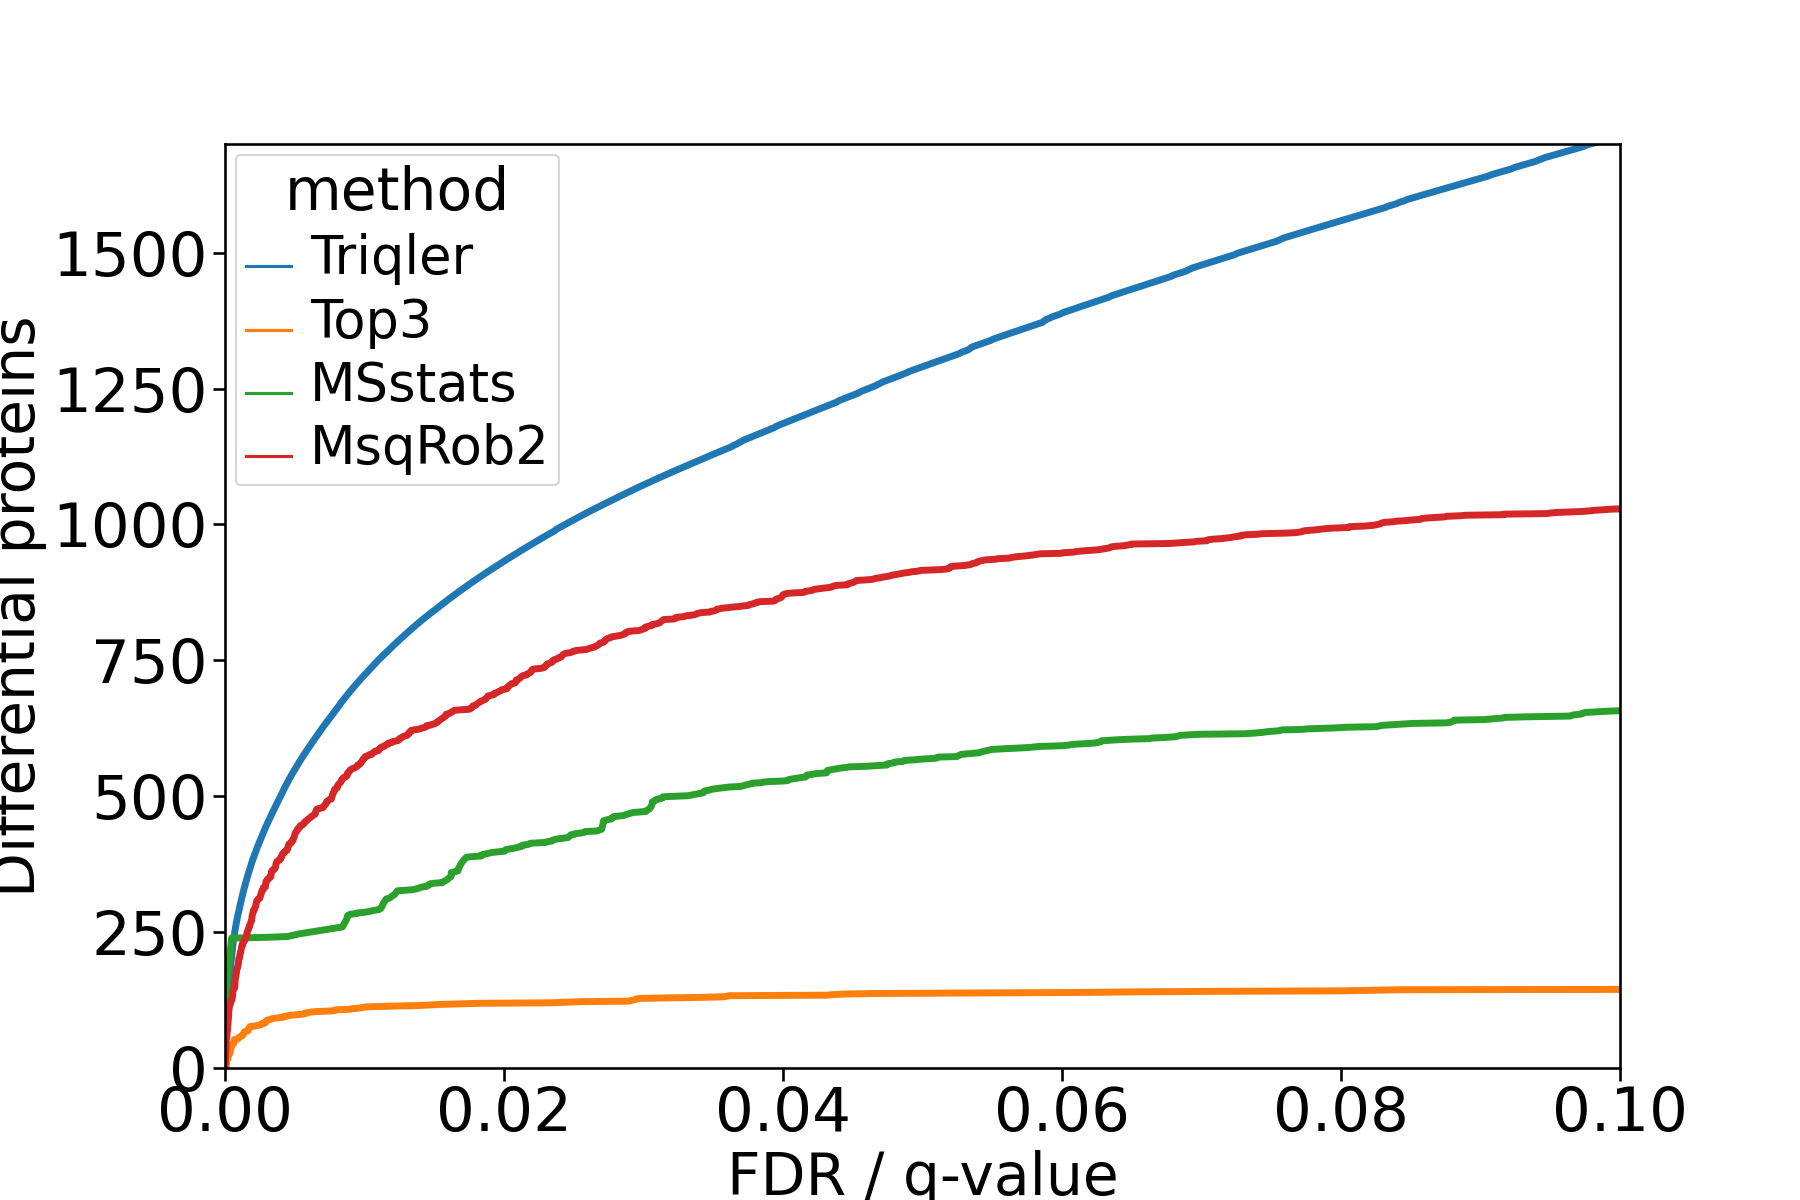 method
Triqler
Top3
MSstats
MsqRob2
Differential proteins
1500
1250
1000
750
500
250
0
0.00 0.02 0.04 0.06 0.08 0.10
FDR / q-value